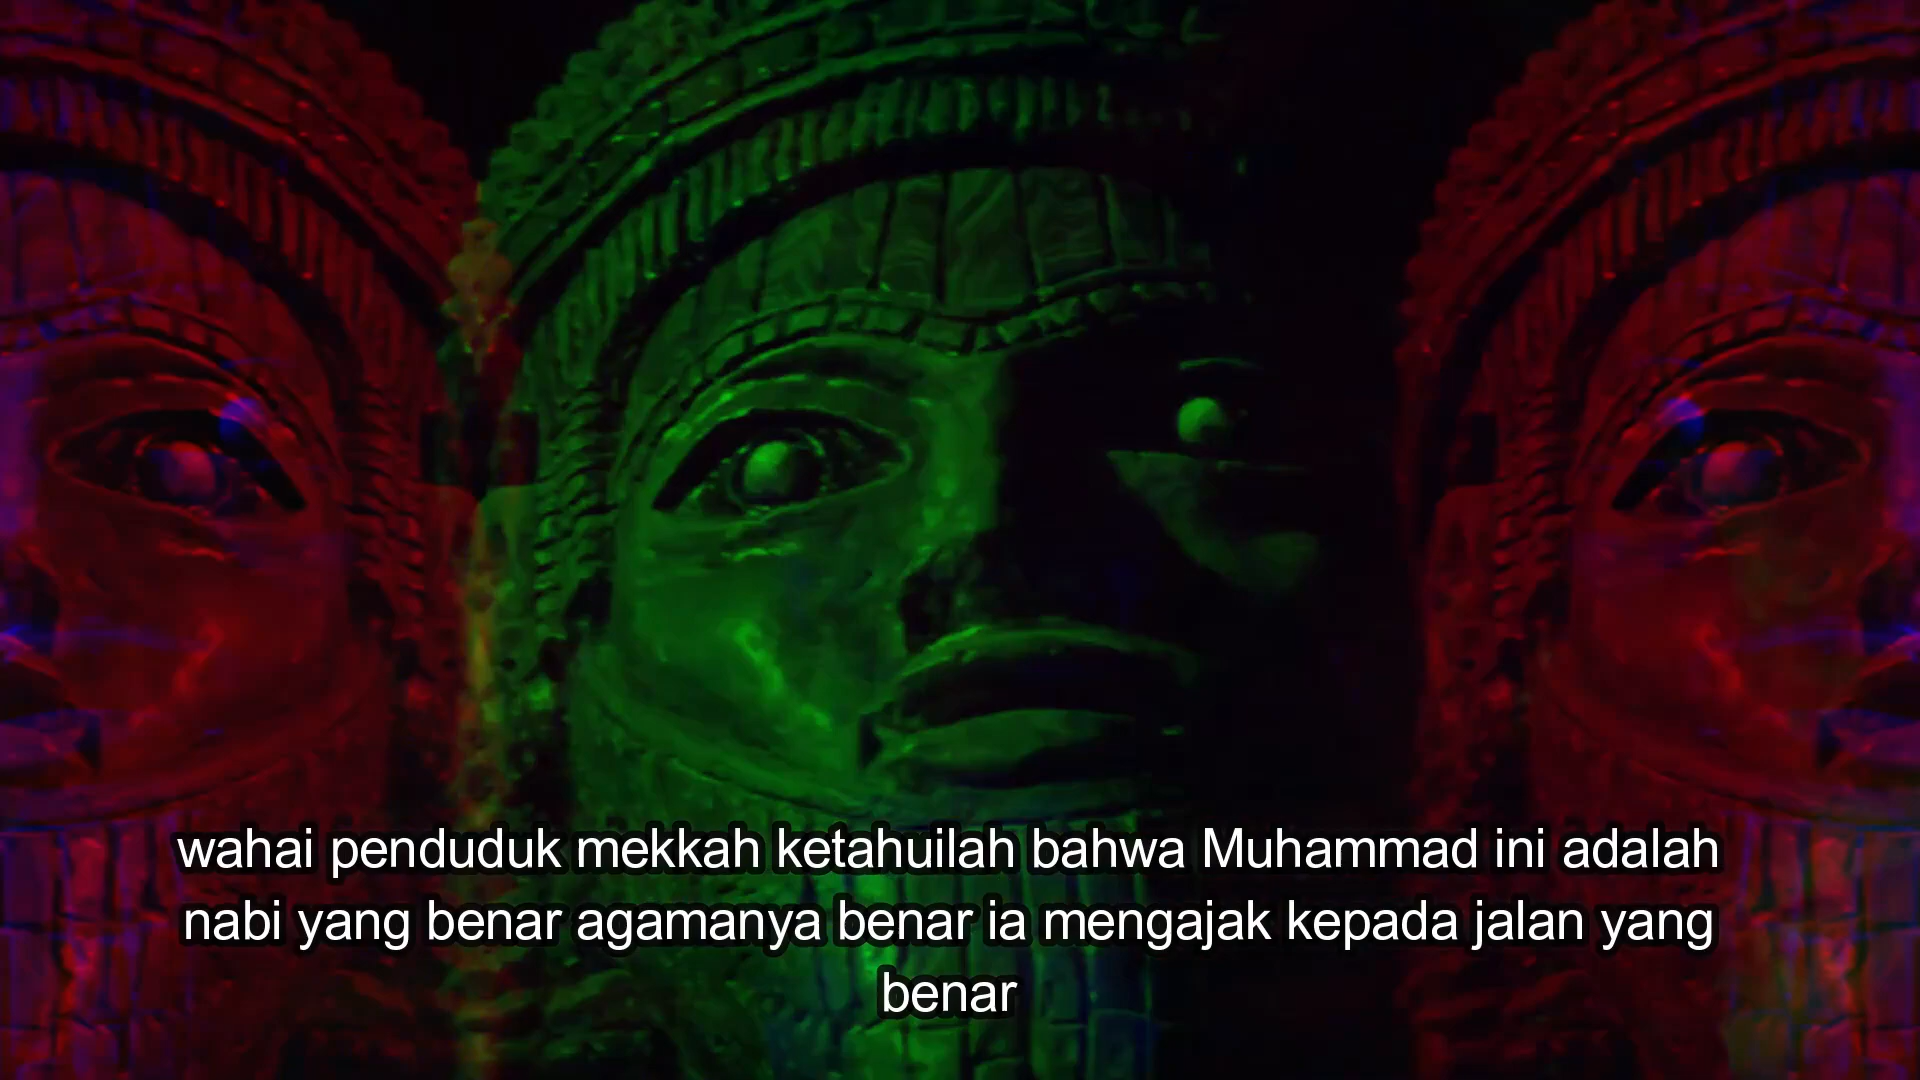 wahai penduduk mekkah ketahuilah bahwa Muhammad ini adalah
nabi yang benar agamanya benar ia mengajak kepada jalan yang
benar